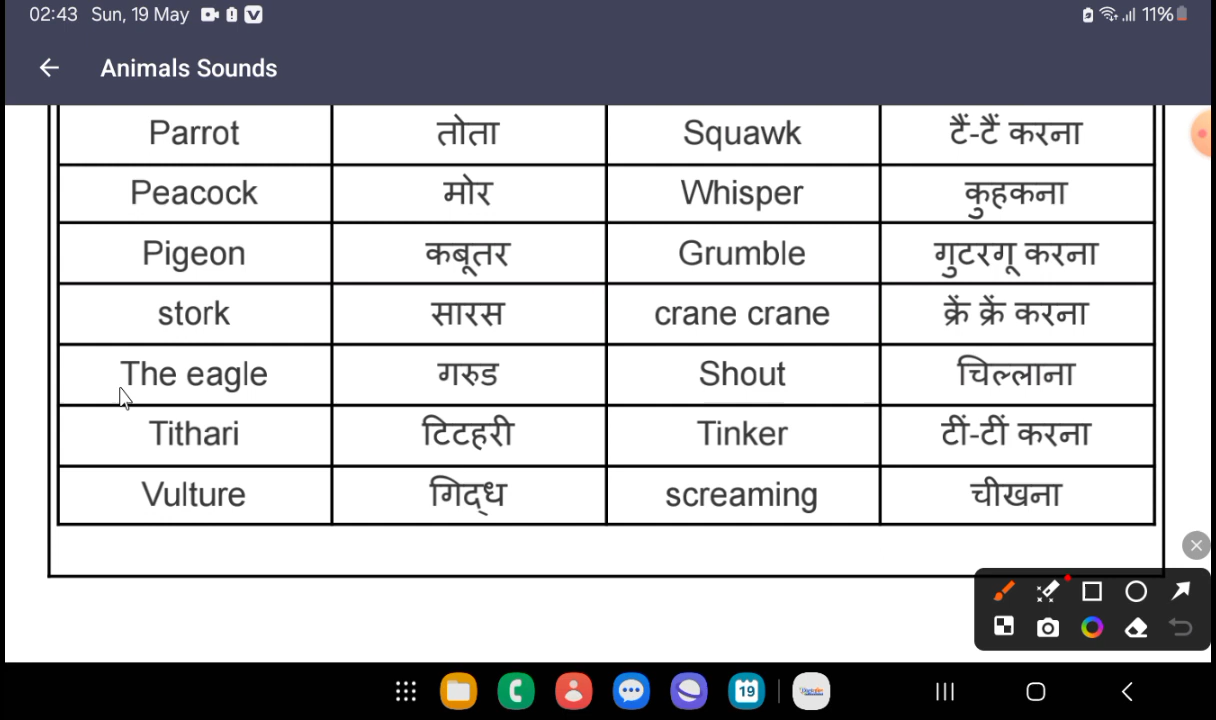 02:43 Sun, 19 May 11%
Animals Sounds
Parrot तोता Squawk टैं-टैं करना
Peacock मोर Whisper कुहकना
Pigeon कबूतर Grumble गुटरगू करना
stork सारस crane crane क्रें क्रें करना
The eagle गरुड Shout चिल्लाना
Tithari टिटहरी Tinker टीं-टीं करना
Vulture गिद्ध screaming चीखना
19